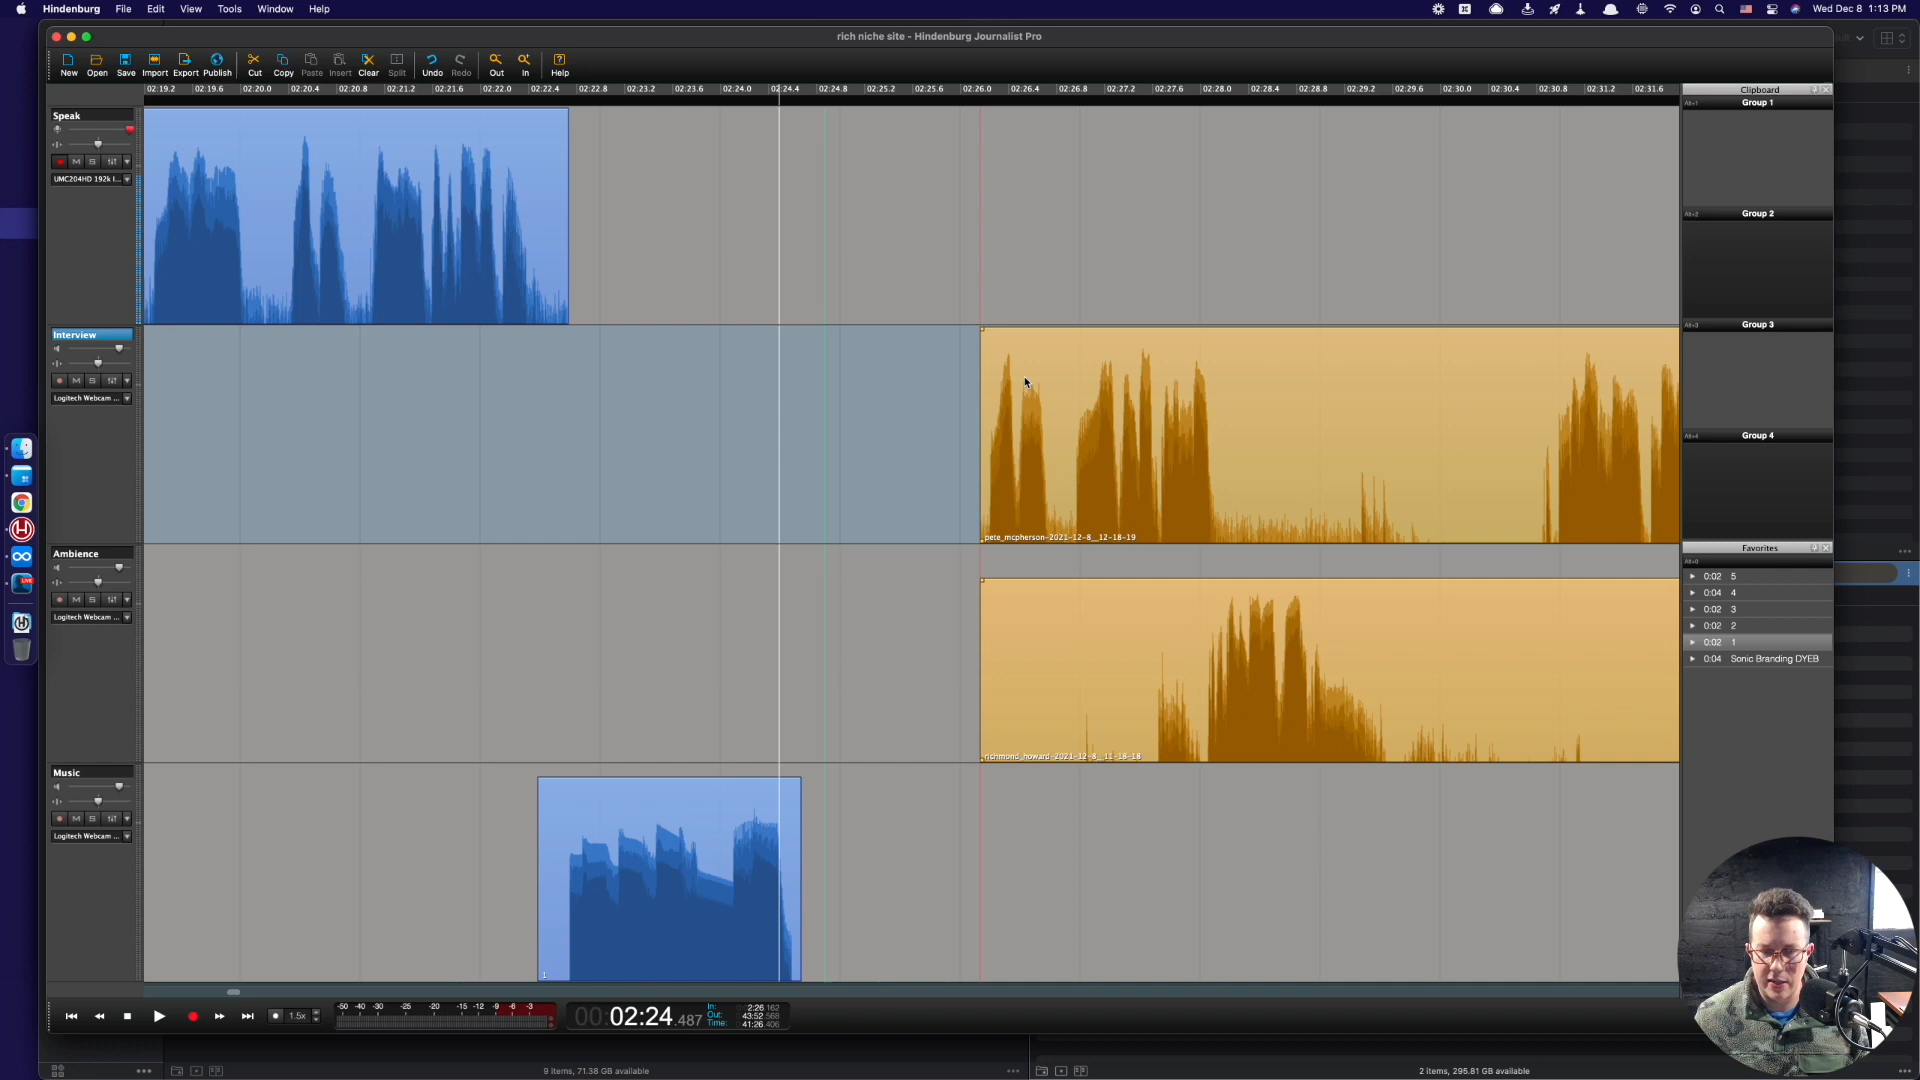 Hindenburg File Edit View Tools Window Help
Wed Dec 8 1:13 PM
rich niche site - Hindenburg Journalist Pro
New Open Save Import Export Publish Cut Copy Paste Insert Clear Split Undo Redo Out In Help
02:19.2 02:19.6 02:20.0 02:20.4 02:20.8 02:21.2 02:21.6 02:22.0 02:22.4 02:22.8 02:23.2 02:23.6 02:24.0 02:24.4 02:24.8 02:25.2 02:25.6 02:26.0 02:26.4 02:26.8 02:27.2 02:27.6 02:28.0 02:28.4 02:28.8 02:29.2 02:29.6 02:30.0 02:30.4 02:30.8 02:31.2 02:31.6
Clipboard
Alt+1 Group 1
Speak
M S
UMC204HD 192k I...
Alt+2 Group 2
Alt+3 Group 3
Interview
M S
Logitech Webcam ...
Alt+4 Group 4
pete_mcpherson-2021-12-8__12-18-19
Favorites
Alt+0
0:02 5
0:04 4
0:02 3
0:02 2
0:02 1
0:04 Sonic Branding DYEB
Ambience
M S
Logitech Webcam ...
richmond_howard-2021-12-8__11-18-18
Music
M S
Logitech Webcam ...
1
1.5x
-50 -40 -30 -25 -20 -15 -12 -9 -6 -3
00:02:24.487
In: 2:26.162
Out: 43:52.568
Time: 41:26.406
9 items, 71.38 GB available
2 items, 295.81 GB available